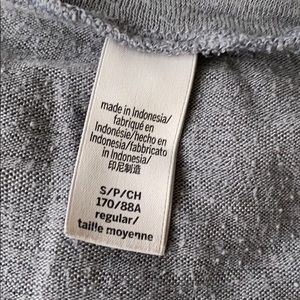 made in Indonesia/
fabriqué en
Indonésie/hecho en
Indonesia/fabbricato
in Indonesia/
印尼制造
S/P/CH
170/88A
regular/
taille moyenne